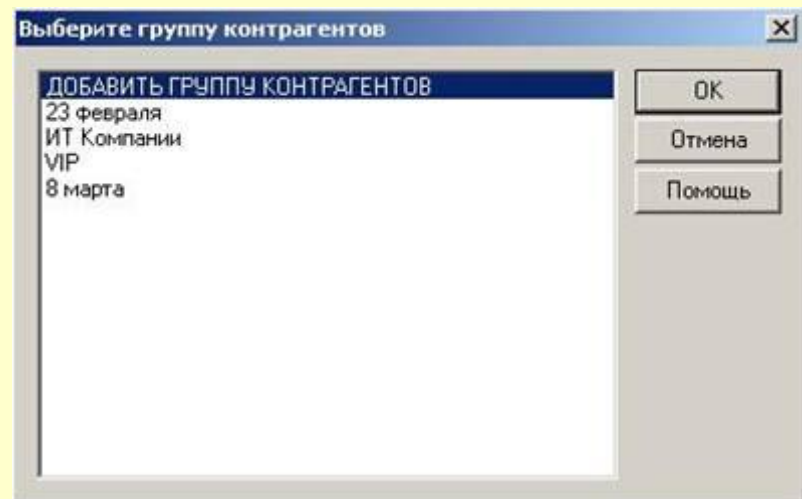 Выберите группу контрагентов
ДОБАВИТЬ ГРУППУ КОНТРАГЕНТОВ
23 февраля
ИТ Компании
VIP
8 марта
OK
Отмена
Помощь